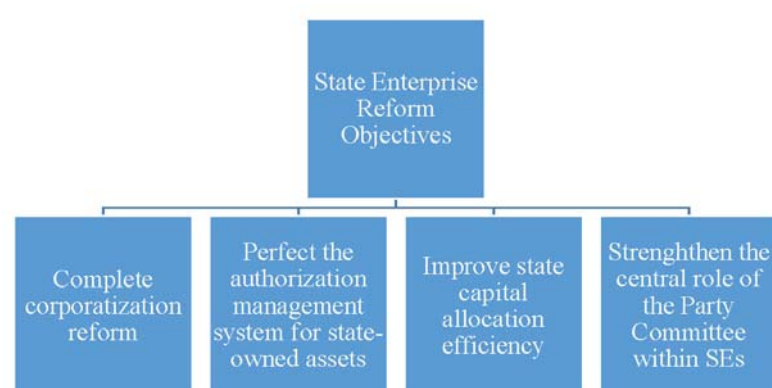 State Enterprise
Reform
Objectives
Complete
corporatization
reform
Perfect the
authorization
management
system for state-
owned assets
Improve state
capital
allocation
efficiency
Strenghthen the
central role of
the Party
Committee
within SEs